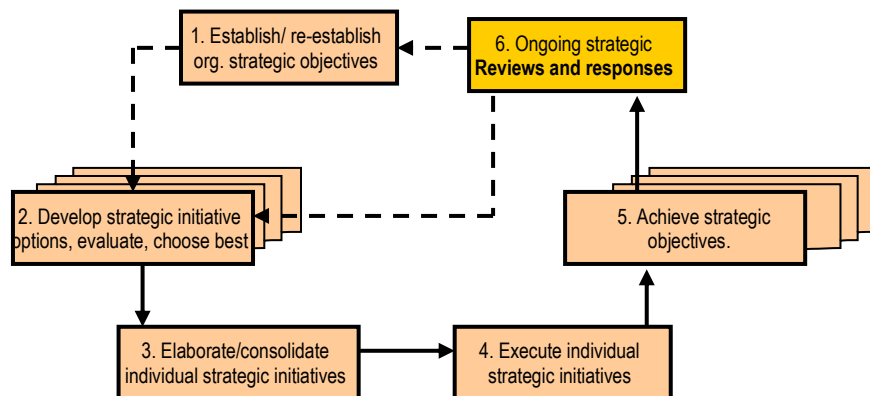 1. Establish/ re-establish
org. strategic objectives
6. Ongoing strategic
Reviews and responses
2. Develop strategic initiative
options, evaluate, choose best
5. Achieve strategic
objectives.
3. Elaborate/consolidate
individual strategic initiatives
4. Execute individual
strategic initiatives